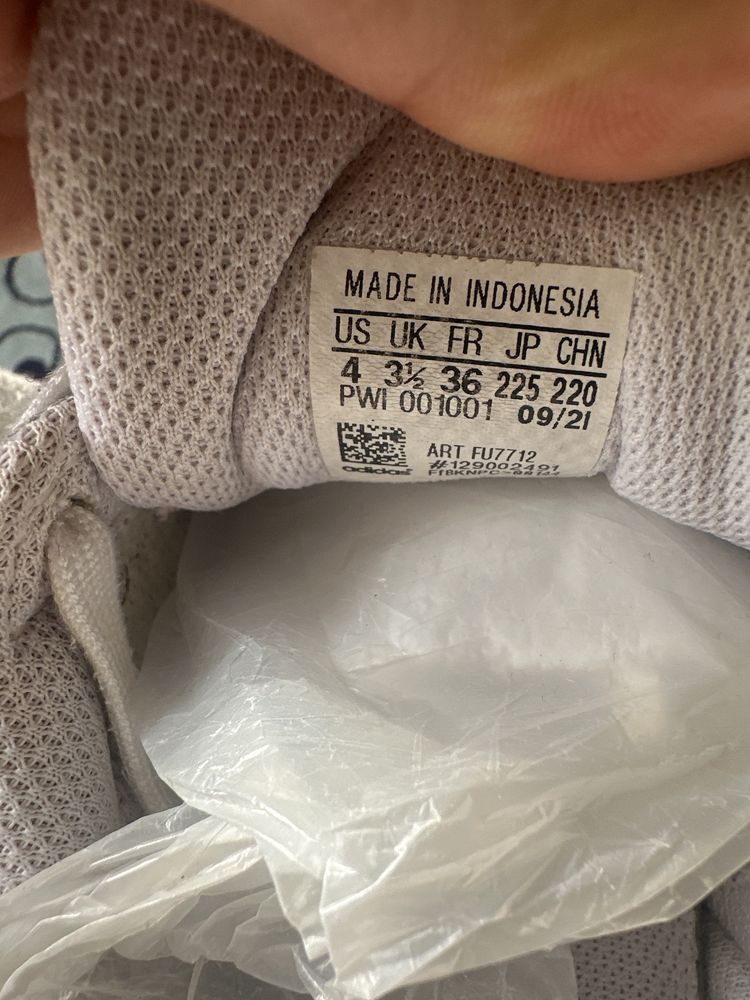 MADE IN INDONESIA
US UK FR JP CHN
4 3½ 36 225 220
PWI 001001 09/21
ART FU7712
#129002491
adidas